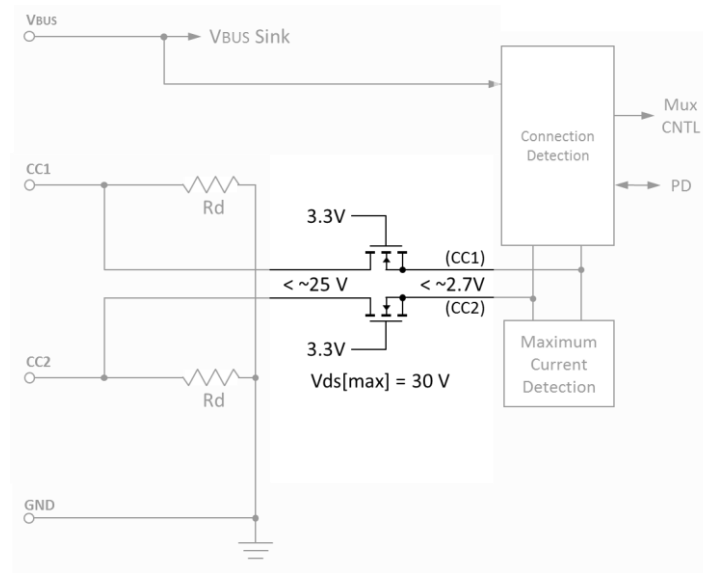 VBUS
VBUS Sink
Connection
Detection
Mux
CNTL
PD
CC1
Rd
3.3V
(CC1)
< ~25 V
< ~2.7V
(CC2)
3.3V
Vds[max] = 30 V
Maximum
Current
Detection
CC2
Rd
GND